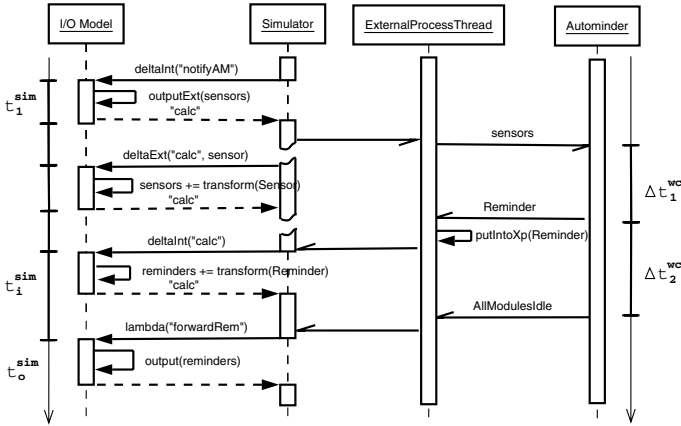 I/O Model
Simulator
ExternalProcessThread
Autominder
deltaInt("notifyAM")
t₁ˢⁱᵐ
outputExt(sensors)
"calc"
sensors
deltaExt("calc", sensor)
sensors += transform(Sensor)
"calc"
Δt₁ʷᶜ
Reminder
putIntoXp(Reminder)
deltaInt("calc")
tᵢˢⁱᵐ
reminders += transform(Reminder)
"calc"
Δt₂ʷᶜ
AllModulesIdle
lambda("forwardRem")
output(reminders)
tₒˢⁱᵐ